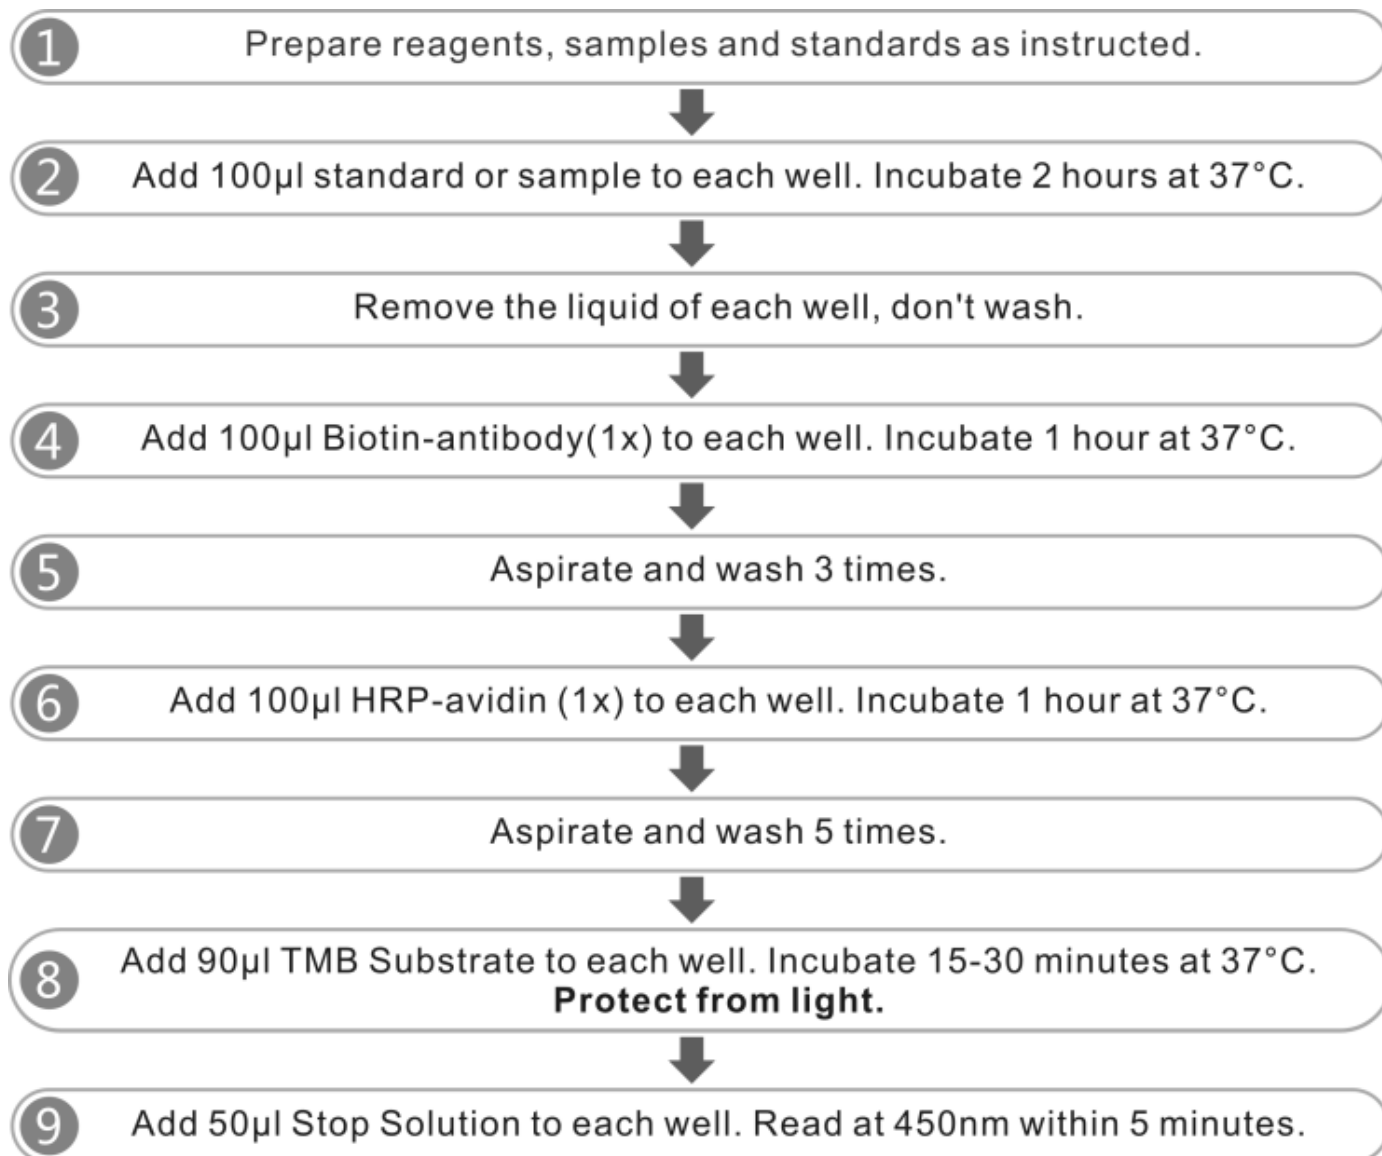 1 Prepare reagents, samples and standards as instructed.
2 Add 100µl standard or sample to each well. Incubate 2 hours at 37°C.
3 Remove the liquid of each well, don't wash.
4 Add 100µl Biotin-antibody(1x) to each well. Incubate 1 hour at 37°C.
5 Aspirate and wash 3 times.
6 Add 100µl HRP-avidin (1x) to each well. Incubate 1 hour at 37°C.
7 Aspirate and wash 5 times.
8 Add 90µl TMB Substrate to each well. Incubate 15-30 minutes at 37°C.
Protect from light.
9 Add 50µl Stop Solution to each well. Read at 450nm within 5 minutes.